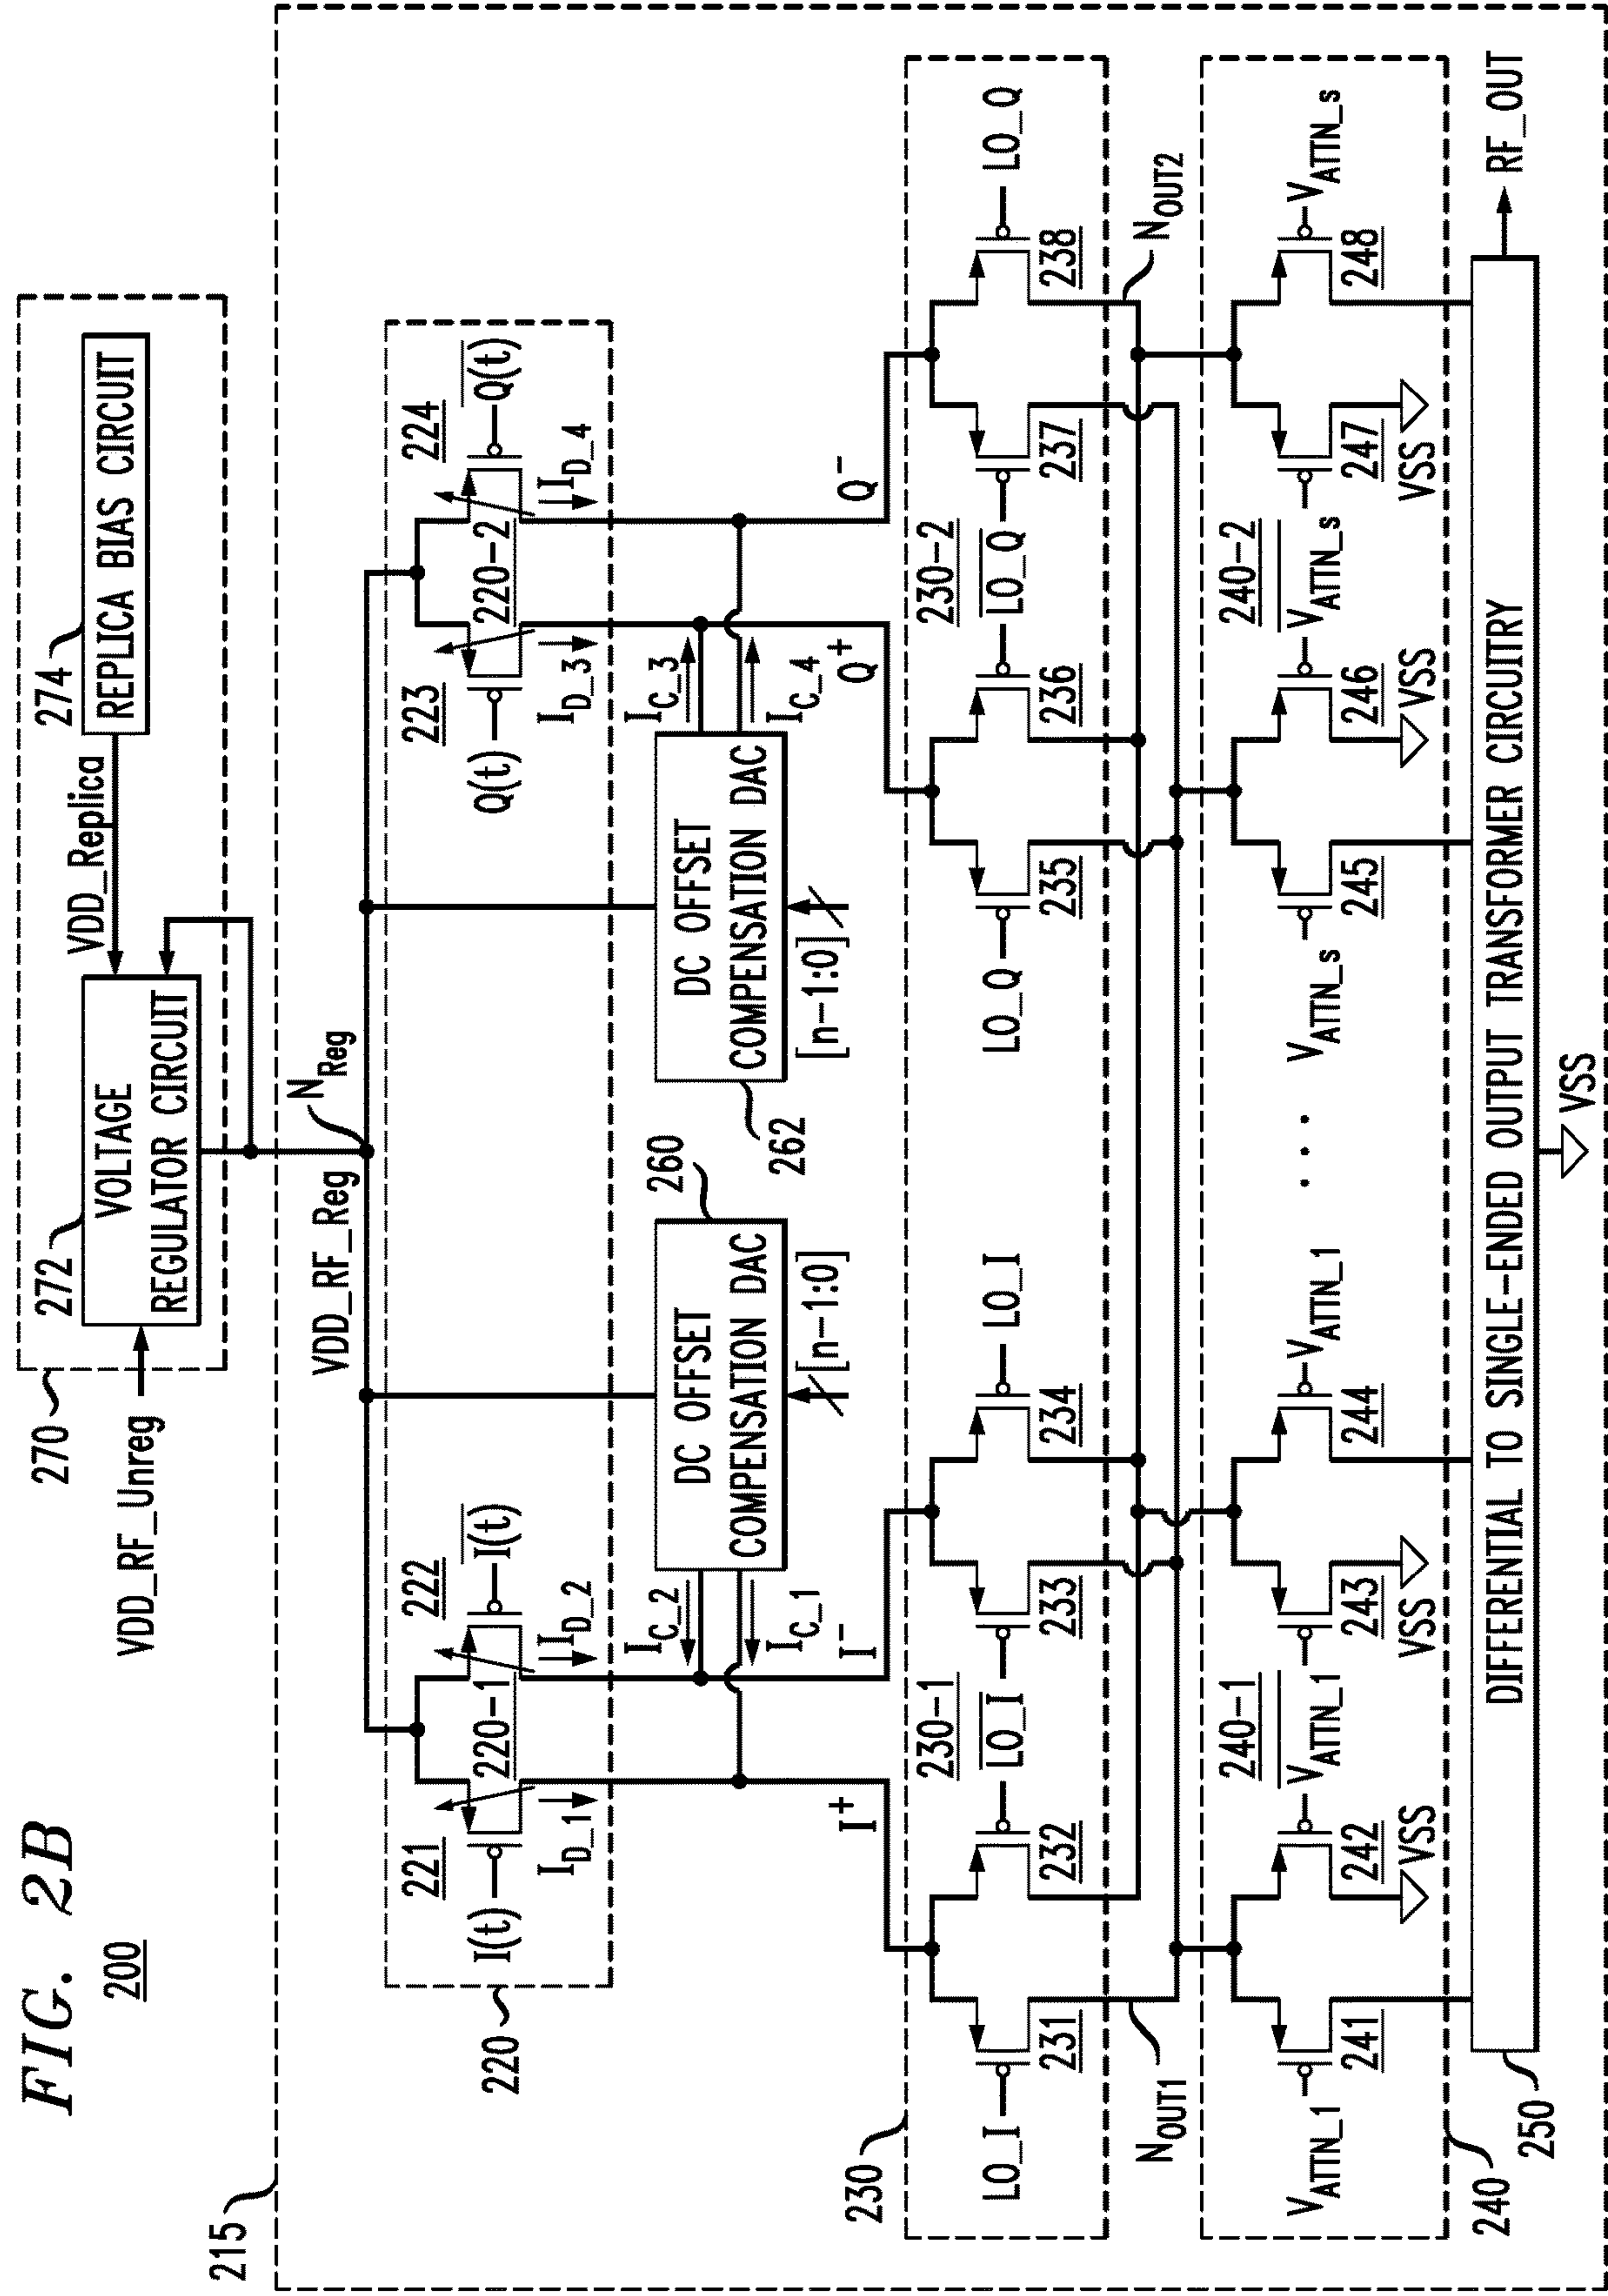 FIG. 2B
200
215
270
272
VOLTAGE
REGULATOR CIRCUIT
VDD_RF_Unreg
VDD_Replica
274
REPLICA BIAS CIRCUIT
VDD_RF_Reg
N_Reg
220
221
222
I(t)
I(t)
220-1
I_D_1
I_D_2
223
224
Q(t)
Q(t)
220-2
I_D_3
I_D_4
260
DC OFFSET
COMPENSATION DAC
[n-1:0]
I_C_2
I_C_1
262
DC OFFSET
COMPENSATION DAC
[n-1:0]
I_C_3
I_C_4
I+
I-
Q+
Q-
230
230-1
230-2
LO_I
LO_I
LO_I
LO_Q
LO_Q
LO_Q
231
232
233
234
235
236
237
238
N_OUT1
N_OUT2
240
240-1
240-2
V_ATTN_1
V_ATTN_1
V_ATTN_1
. . .
V_ATTN_s
V_ATTN_s
V_ATTN_s
241
242
243
244
245
246
247
248
VSS
VSS
VSS
VSS
250
DIFFERENTIAL TO SINGLE-ENDED OUTPUT TRANSFORMER CIRCUITRY
RF_OUT
VSS